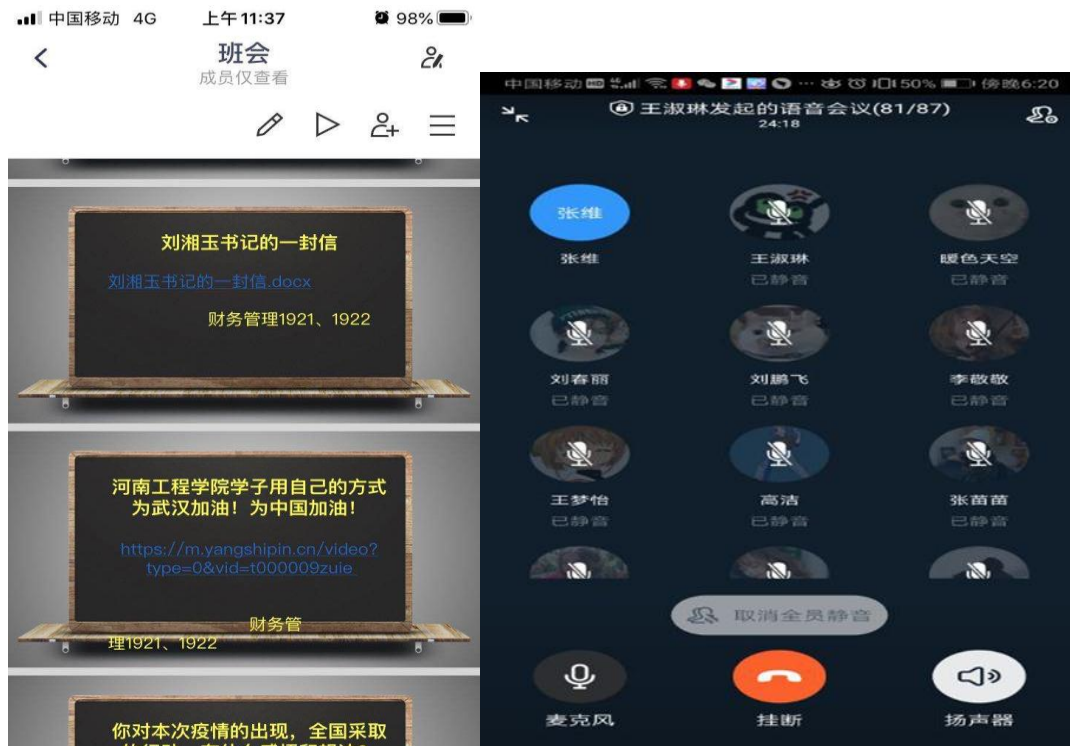 中国移动 4G 上午11:37 98%
班会
成员仅查看
刘湘玉书记的一封信
刘湘玉书记的一封信.docx
财务管理1921、1922
河南工程学院学子用自己的方式
为武汉加油！为中国加油！
https://m.yangshipin.cn/video?
type=0&vid=t000009zuie
财务管
理1921、1922
你对本次疫情的出现，全国采取
中国移动 HD 50% 傍晚6:20
王淑琳发起的语音会议(81/87)
24:18
张维
张维 王淑琳 暖色天空
已静音 已静音
刘春丽 刘鹏飞 李敬敬
已静音 已静音 已静音
王梦怡 高洁 张苗苗
已静音 已静音 已静音
取消全员静音
麦克风 挂断 扬声器